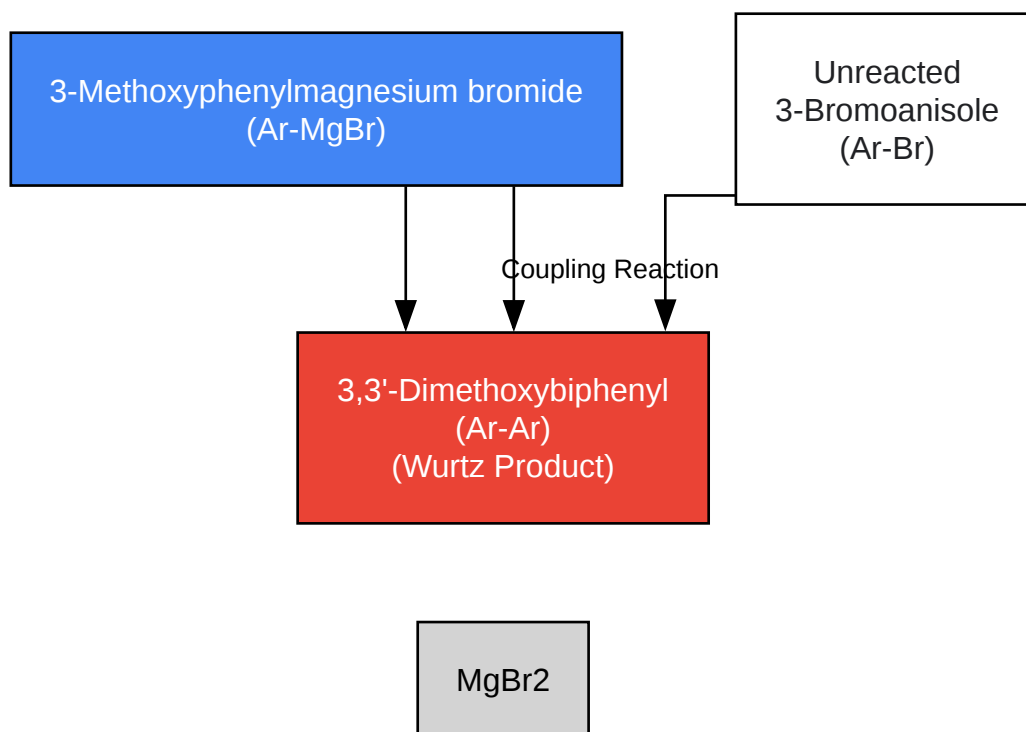 3-Methoxyphenylmagnesium bromide
(Ar-MgBr)
Unreacted
3-Bromoanisole
(Ar-Br)
Coupling Reaction
3,3'-Dimethoxybiphenyl
(Ar-Ar)
(Wurtz Product)
MgBr2